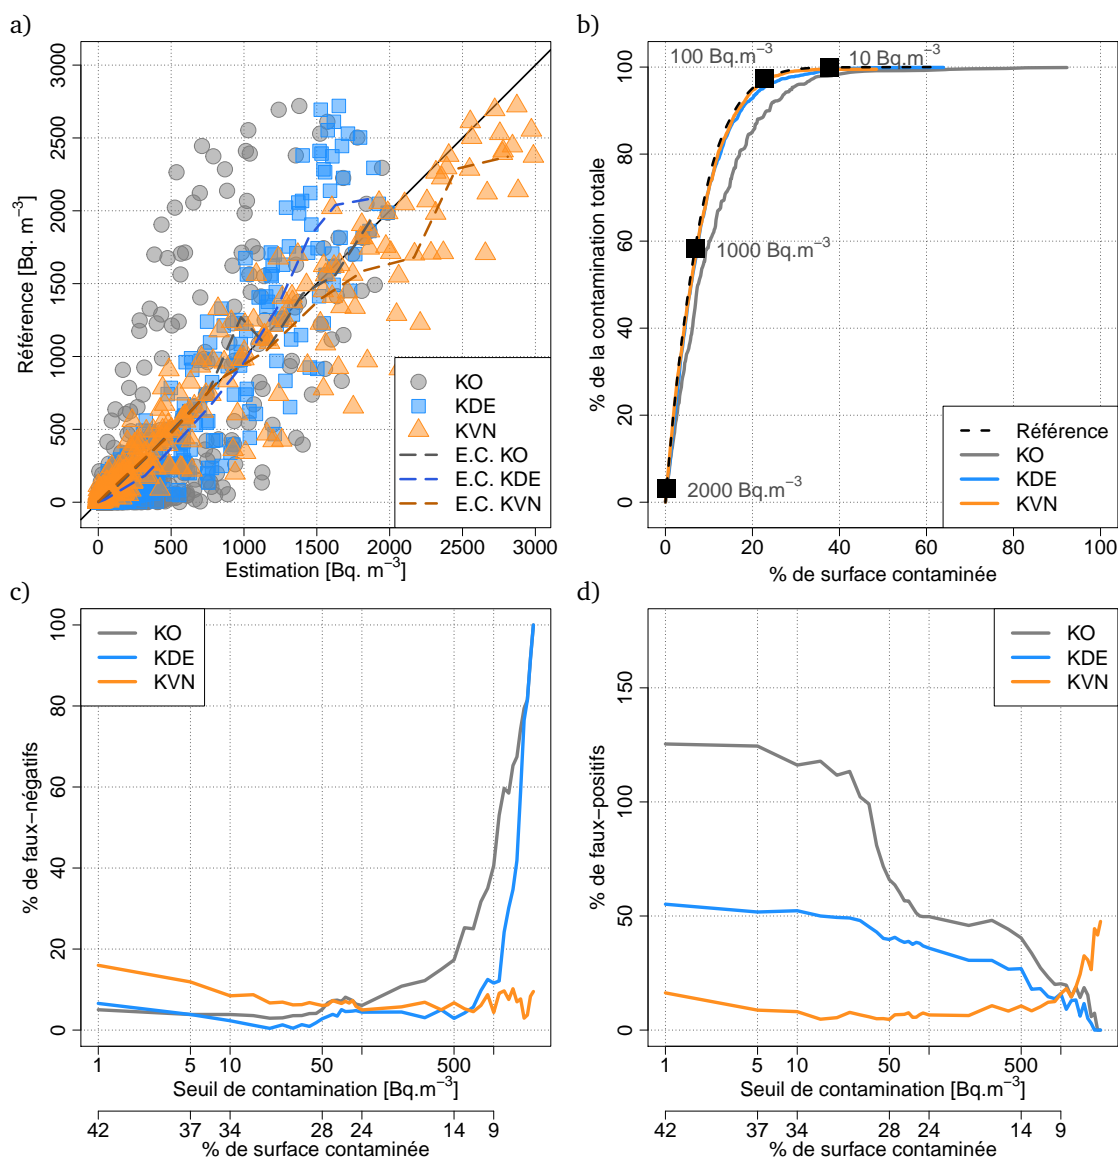 a)
Référence [Bq. m−3]
3000
2500
2000
1500
1000
500
0
KO
KDE
KVN
E.C. KO
E.C. KDE
E.C. KVN
0 500 1000 1500 2000 2500 3000
Estimation [Bq. m−3]
b)
% de la contamination totale
100
80
60
40
20
0
100 Bq.m−3
10 Bq.m−3
1000 Bq.m−3
2000 Bq.m−3
Référence
KO
KDE
KVN
0 20 40 60 80 100
% de surface contaminée
c)
% de faux−négatifs
100
80
60
40
20
0
KO
KDE
KVN
1 5 10 50 500
Seuil de contamination [Bq.m−3]
42 37 34 28 24 14 9
% de surface contaminée
d)
% de faux−positifs
150
100
50
0
KO
KDE
KVN
1 5 10 50 500
Seuil de contamination [Bq.m−3]
42 37 34 28 24 14 9
% de surface contaminée